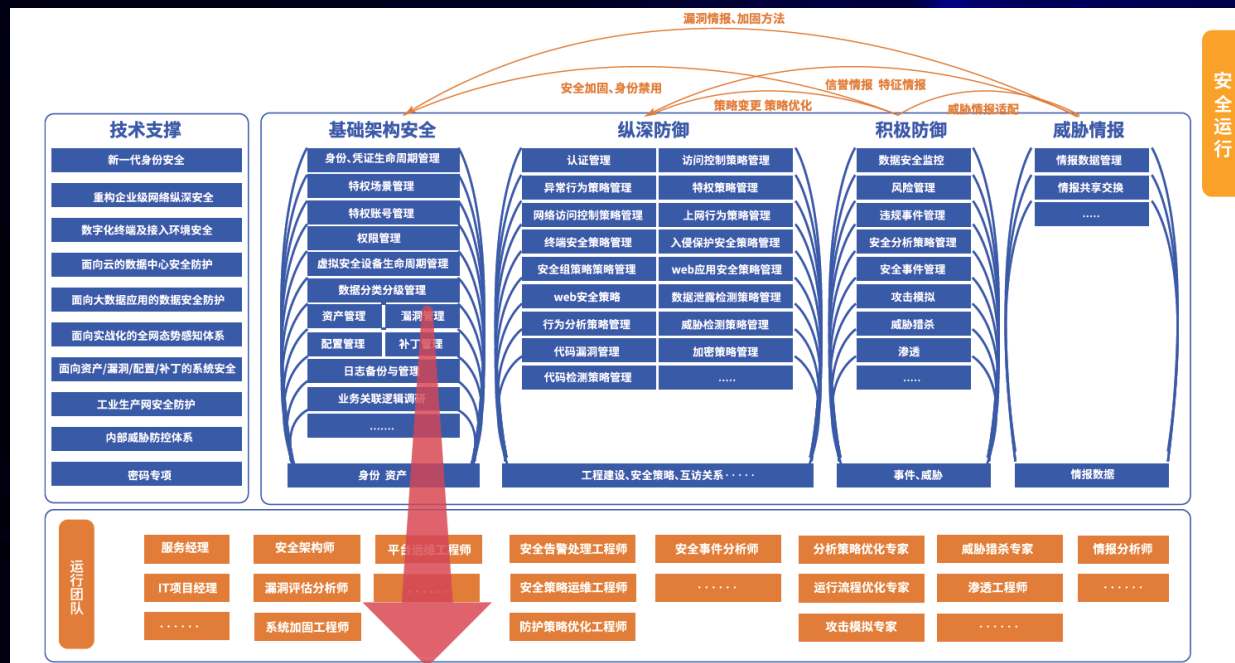 漏洞情报、加固方法
安全加固、身份禁用
信誉情报 特征情报
策略变更 策略优化
威胁情报适配
安全运行
技术支撑
新一代身份安全
重构企业级网络纵深安全
数字化终端及接入环境安全
面向云的数据中心安全防护
面向大数据应用的数据安全防护
面向实战化的全网态势感知体系
面向资产/漏洞/配置/补丁的系统安全
工业生产网安全防护
内部威胁防控体系
密码专项
基础架构安全
身份、凭证生命周期管理
特权场景管理
特权账号管理
权限管理
虚拟安全设备生命周期管理
数据分类分级管理
资产管理
漏洞管理
配置管理
补丁管理
日志备份与管理
业务关联逻辑调研
.......
身份 资产
纵深防御
认证管理
访问控制策略管理
异常行为策略管理
特权策略管理
网络访问控制策略管理
上网行为策略管理
终端安全策略管理
入侵保护安全策略管理
安全组策略策略管理
web应用安全策略管理
web安全策略
数据泄露检测策略管理
行为分析策略管理
威胁检测策略管理
代码漏洞管理
加密策略管理
代码检测策略管理
.....
工程建设、安全策略、互访关系·····
积极防御
数据安全监控
风险管理
违规事件管理
安全分析策略管理
安全事件管理
攻击模拟
威胁猎杀
渗透
.....
事件、威胁
威胁情报
情报数据管理
情报共享交换
.....
情报数据
运行团队
服务经理
安全架构师
平台运维工程师
安全告警处理工程师
安全事件分析师
分析策略优化专家
威胁猎杀专家
情报分析师
IT项目经理
漏洞评估分析师
······
安全策略运维工程师
······
运行流程优化专家
渗透工程师
······
······
系统加固工程师
防护策略优化工程师
攻击模拟专家
······